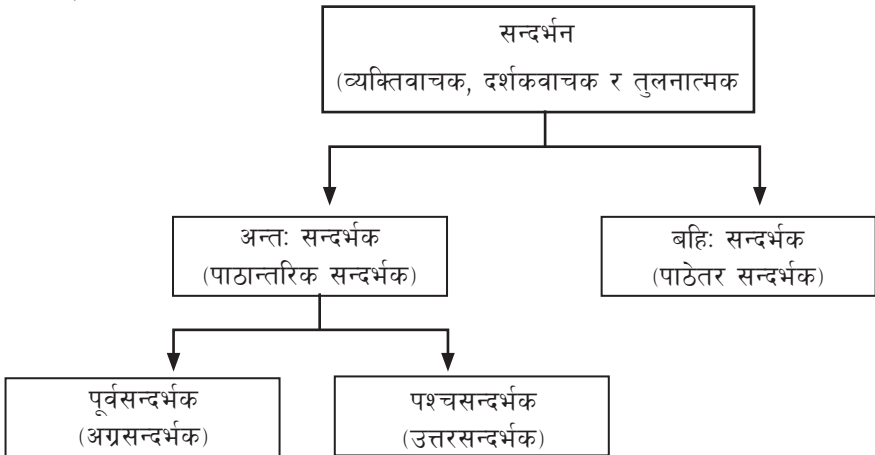 सन्दर्भन
(व्यक्तिवाचक, दर्शकवाचक र तुलनात्मक
अन्त: सन्दर्भक
(पाठान्तरिक सन्दर्भक)
बहि: सन्दर्भक
(पाठेतर सन्दर्भक)
पूर्वसन्दर्भक
(अग्रसन्दर्भक)
पश्चसन्दर्भक
(उत्तरसन्दर्भक)